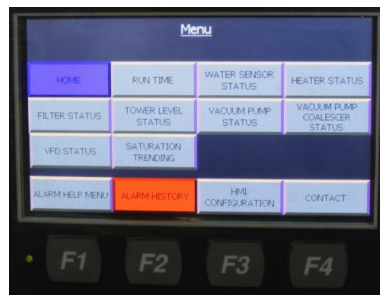 Menu
HOME
RUN TIME
WATER SENSOR
STATUS
HEATER STATUS
FILTER STATUS
TOWER LEVEL
STATUS
VACUUM PUMP
STATUS
VACUUM PUMP
COALESCER
STATUS
VFD STATUS
SATURATION
TRENDING
ALARM HELP MENU
ALARM HISTORY
HMI
CONFIGURATION
CONTACT
F1
F2
F3
F4